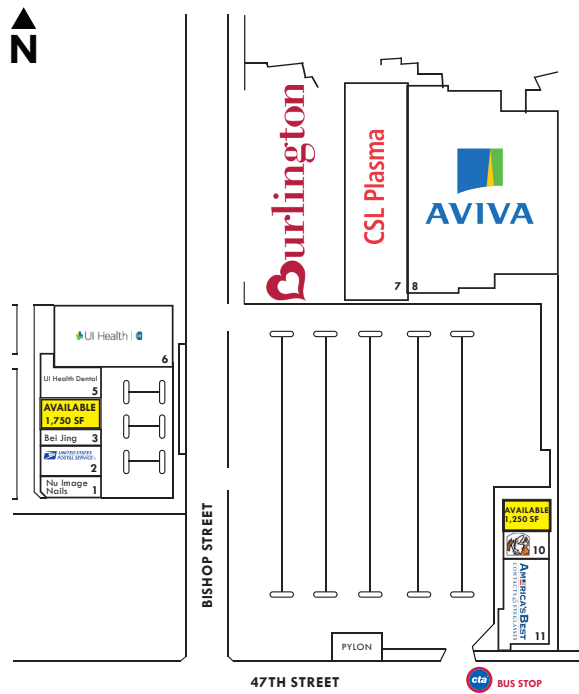 N
Burlington
CSL Plasma
7
AVIVA
8
UI Health
6
UI Health Dental
5
AVAILABLE
1,750 SF
Bei Jing 3
UNITED STATES
POSTAL SERVICE
2
Nu Image
Nails 1
BISHOP STREET
AVAILABLE
1,250 SF
10
AMERICA'S BEST
CONTACTS & EYEGLASSES
11
PYLON
47TH STREET
cta BUS STOP